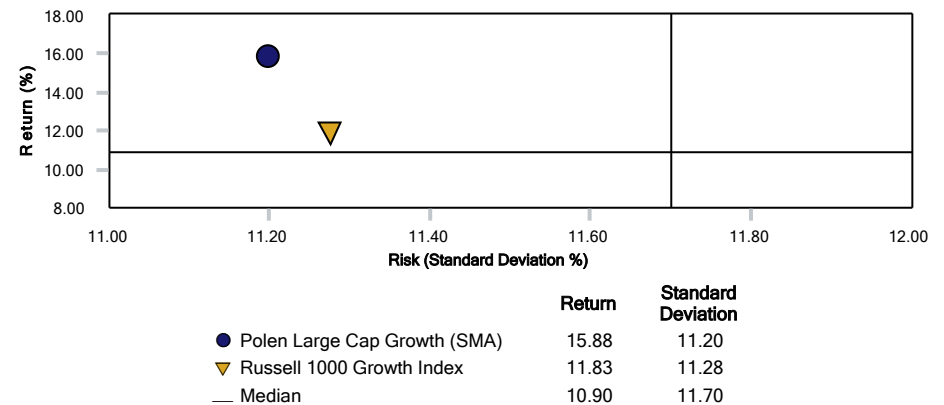 18.00
16.00
14.00
12.00
10.00
8.00
Return (%)
11.00 11.20 11.40 11.60 11.80 12.00
Risk (Standard Deviation %)
Return Standard Deviation
Polen Large Cap Growth (SMA) 15.88 11.20
Russell 1000 Growth Index 11.83 11.28
Median 10.90 11.70